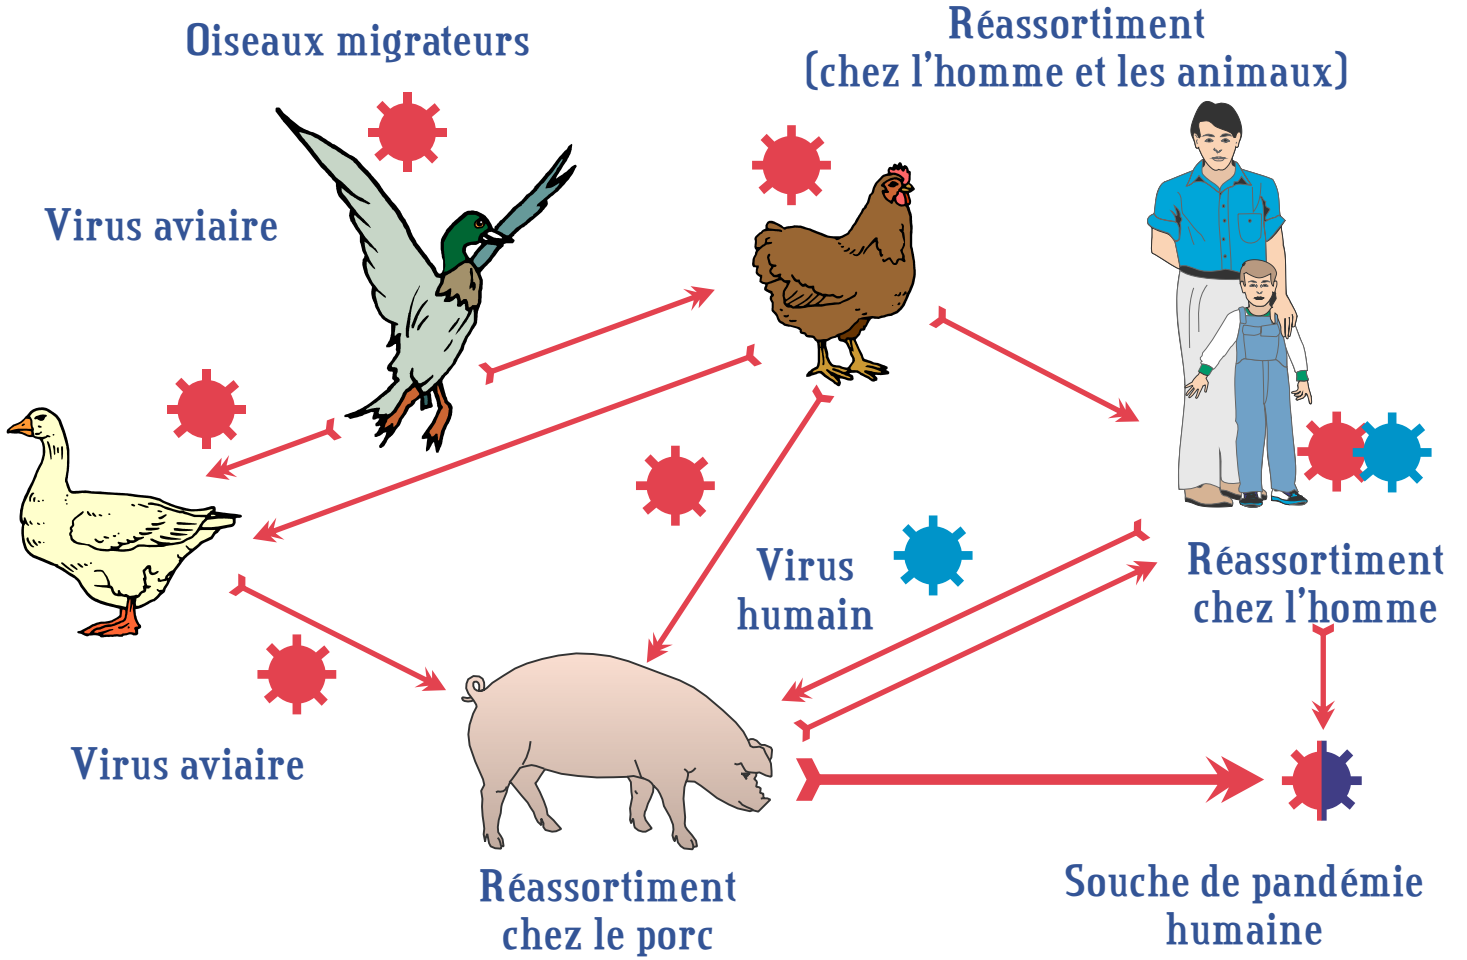 Oiseaux migrateurs
Réassortiment
(chez l'homme et les animaux)
Virus aviaire
Virus
humain
Réassortiment
chez l'homme
Virus aviaire
Réassortiment
chez le porc
Souche de pandémie
humaine